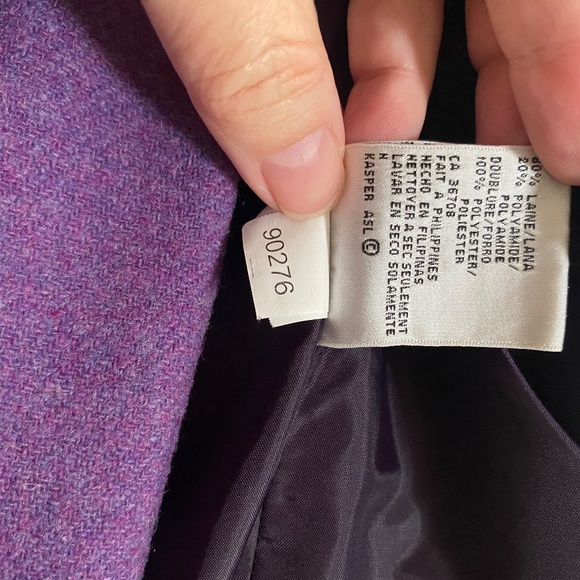 80% LAINE/LANA
20% POLYAMIDE/
POLYAMIDE
DOUBLURE/FORRO
100% POLYESTER/
POLIESTER
CA 36708
FAIT A PHILIPPINES
HECHO EN FILIPINAS
NETTOYER A SEC SEULEMENT
LAVAR EN SECO SOLAMENTE
H
KASPER ASL ©
90276